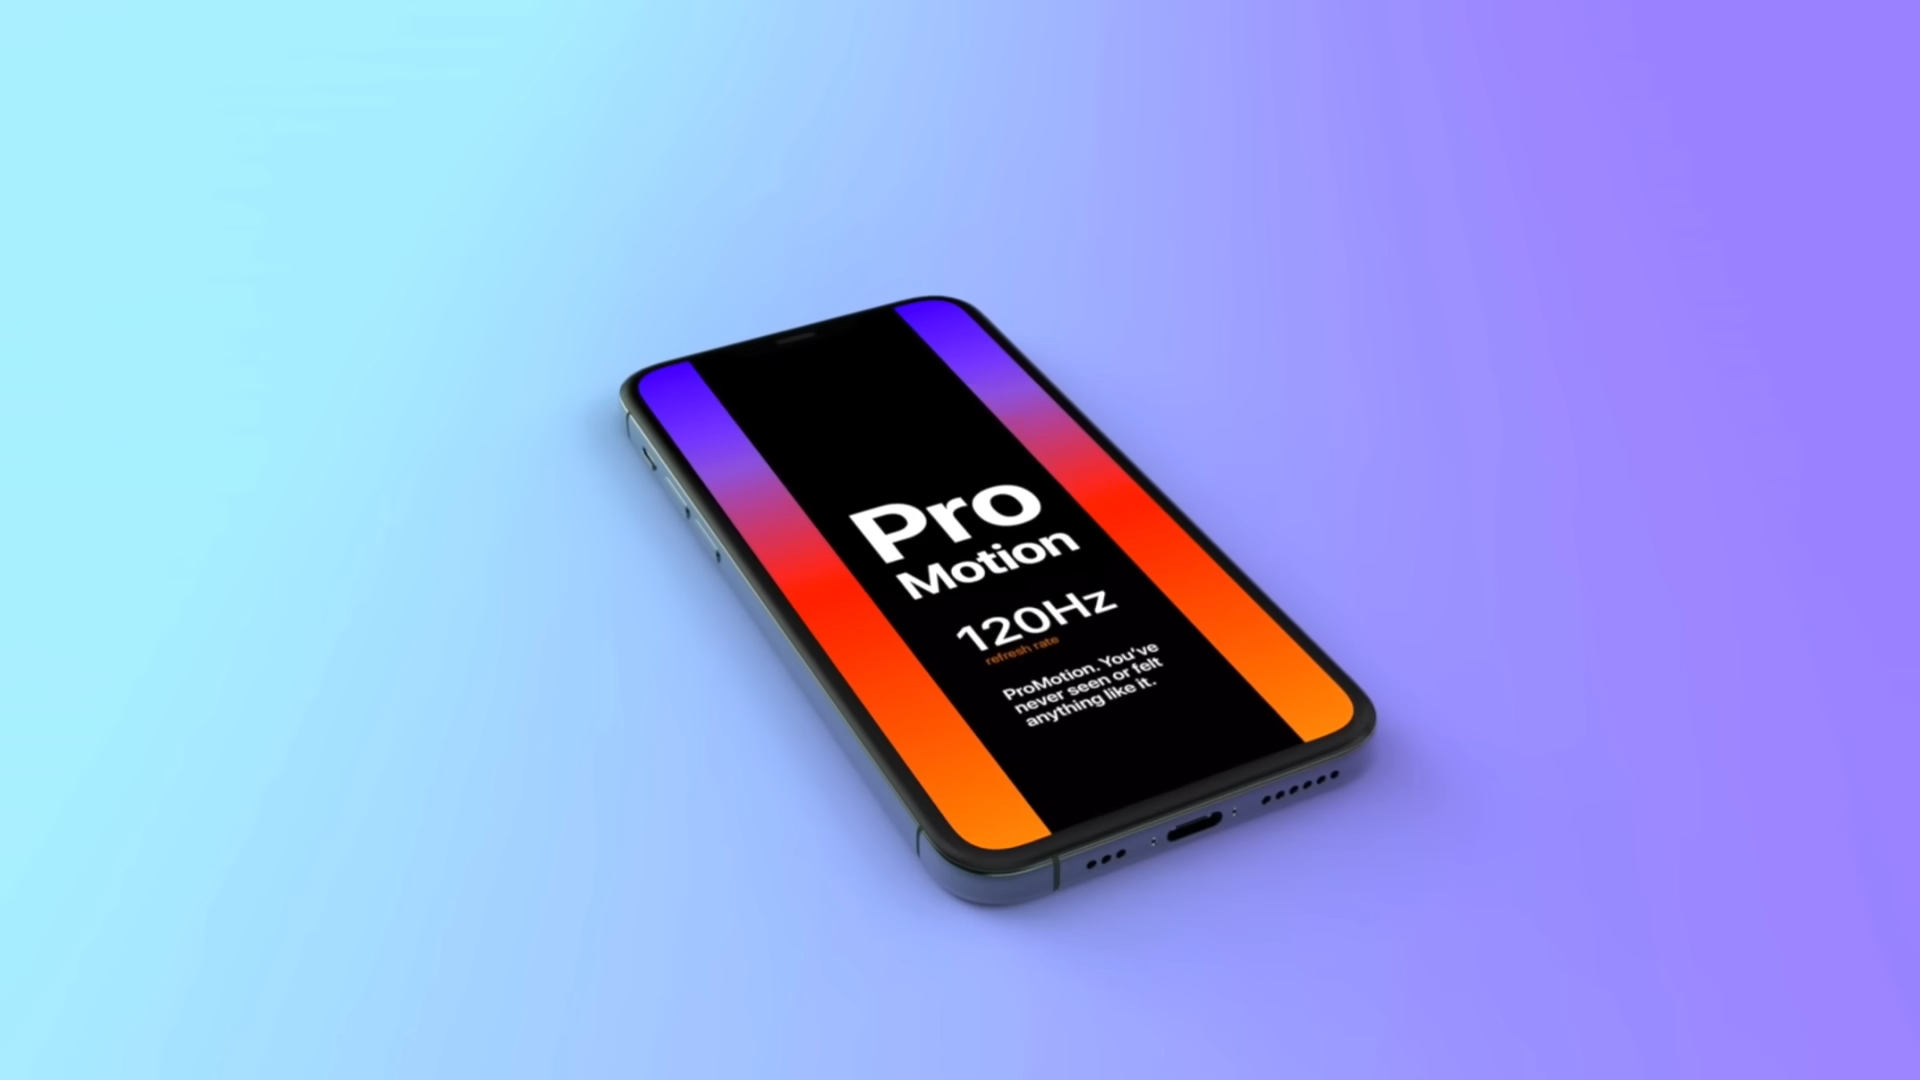 Pro
Motion
120Hz
refresh rate
ProMotion. You've
never seen or felt
anything like it.